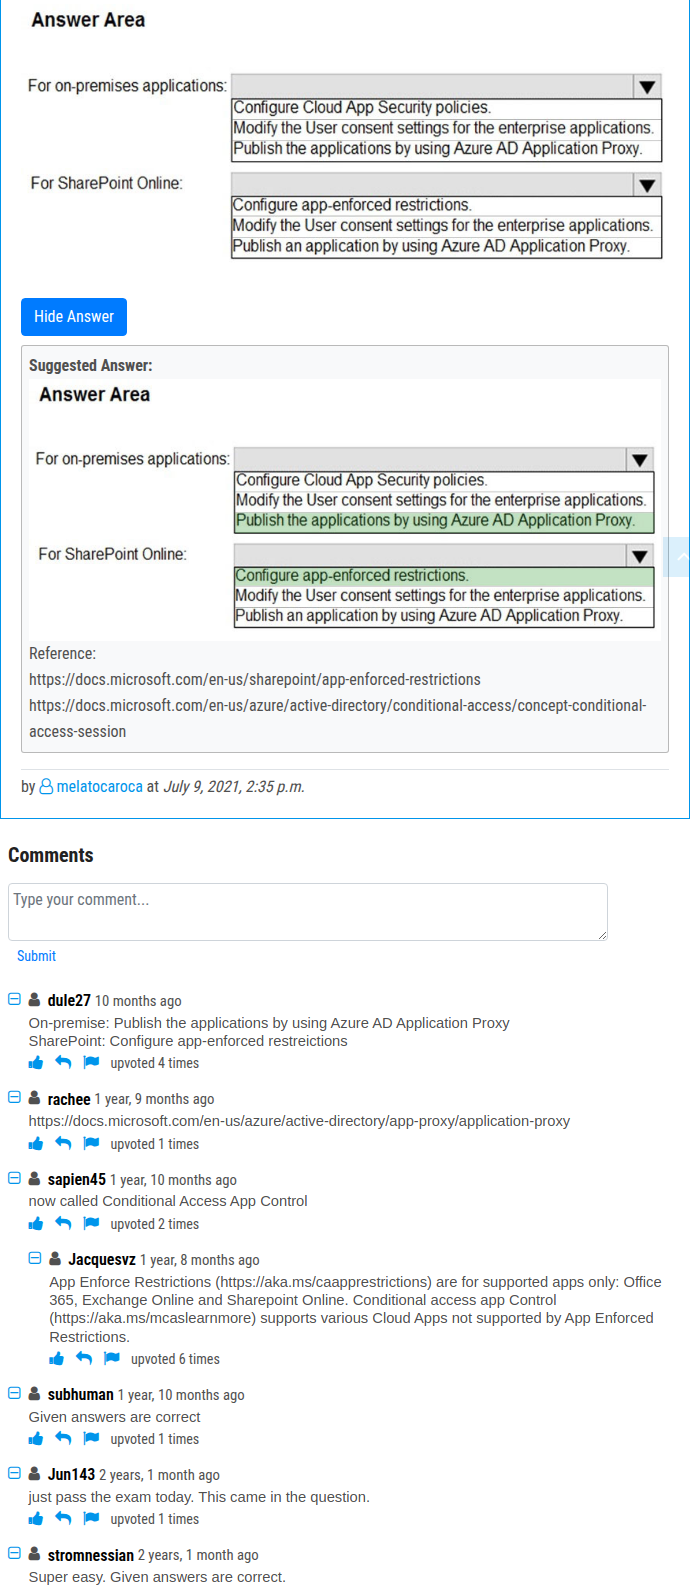 Answer Area
For on-premises applications:
Configure Cloud App Security policies.
Modify the User consent settings for the enterprise applications.
Publish the applications by using Azure AD Application Proxy.
For SharePoint Online:
Configure app-enforced restrictions.
Modify the User consent settings for the enterprise applications.
Publish an application by using Azure AD Application Proxy.
Hide Answer
Suggested Answer:
Answer Area
For on-premises applications:
Configure Cloud App Security policies.
Modify the User consent settings for the enterprise applications.
Publish the applications by using Azure AD Application Proxy.
For SharePoint Online:
Configure app-enforced restrictions.
Modify the User consent settings for the enterprise applications.
Publish an application by using Azure AD Application Proxy.
Reference:
https://docs.microsoft.com/en-us/sharepoint/app-enforced-restrictions
https://docs.microsoft.com/en-us/azure/active-directory/conditional-access/concept-conditional-
access-session
by melatocaroca at July 9, 2021, 2:35 p.m.
Comments
Type your comment...
Submit
dule27 10 months ago
On-premise: Publish the applications by using Azure AD Application Proxy
SharePoint: Configure app-enforced restreictions
upvoted 4 times
rachee 1 year, 9 months ago
https://docs.microsoft.com/en-us/azure/active-directory/app-proxy/application-proxy
upvoted 1 times
sapien45 1 year, 10 months ago
now called Conditional Access App Control
upvoted 2 times
Jacquesvz 1 year, 8 months ago
App Enforce Restrictions (https://aka.ms/caapprestrictions) are for supported apps only: Office
365, Exchange Online and Sharepoint Online. Conditional access app Control
(https://aka.ms/mcaslearnmore) supports various Cloud Apps not supported by App Enforced
Restrictions.
upvoted 6 times
subhuman 1 year, 10 months ago
Given answers are correct
upvoted 1 times
Jun143 2 years, 1 month ago
just pass the exam today. This came in the question.
upvoted 1 times
stromnessian 2 years, 1 month ago
Super easy. Given answers are correct.